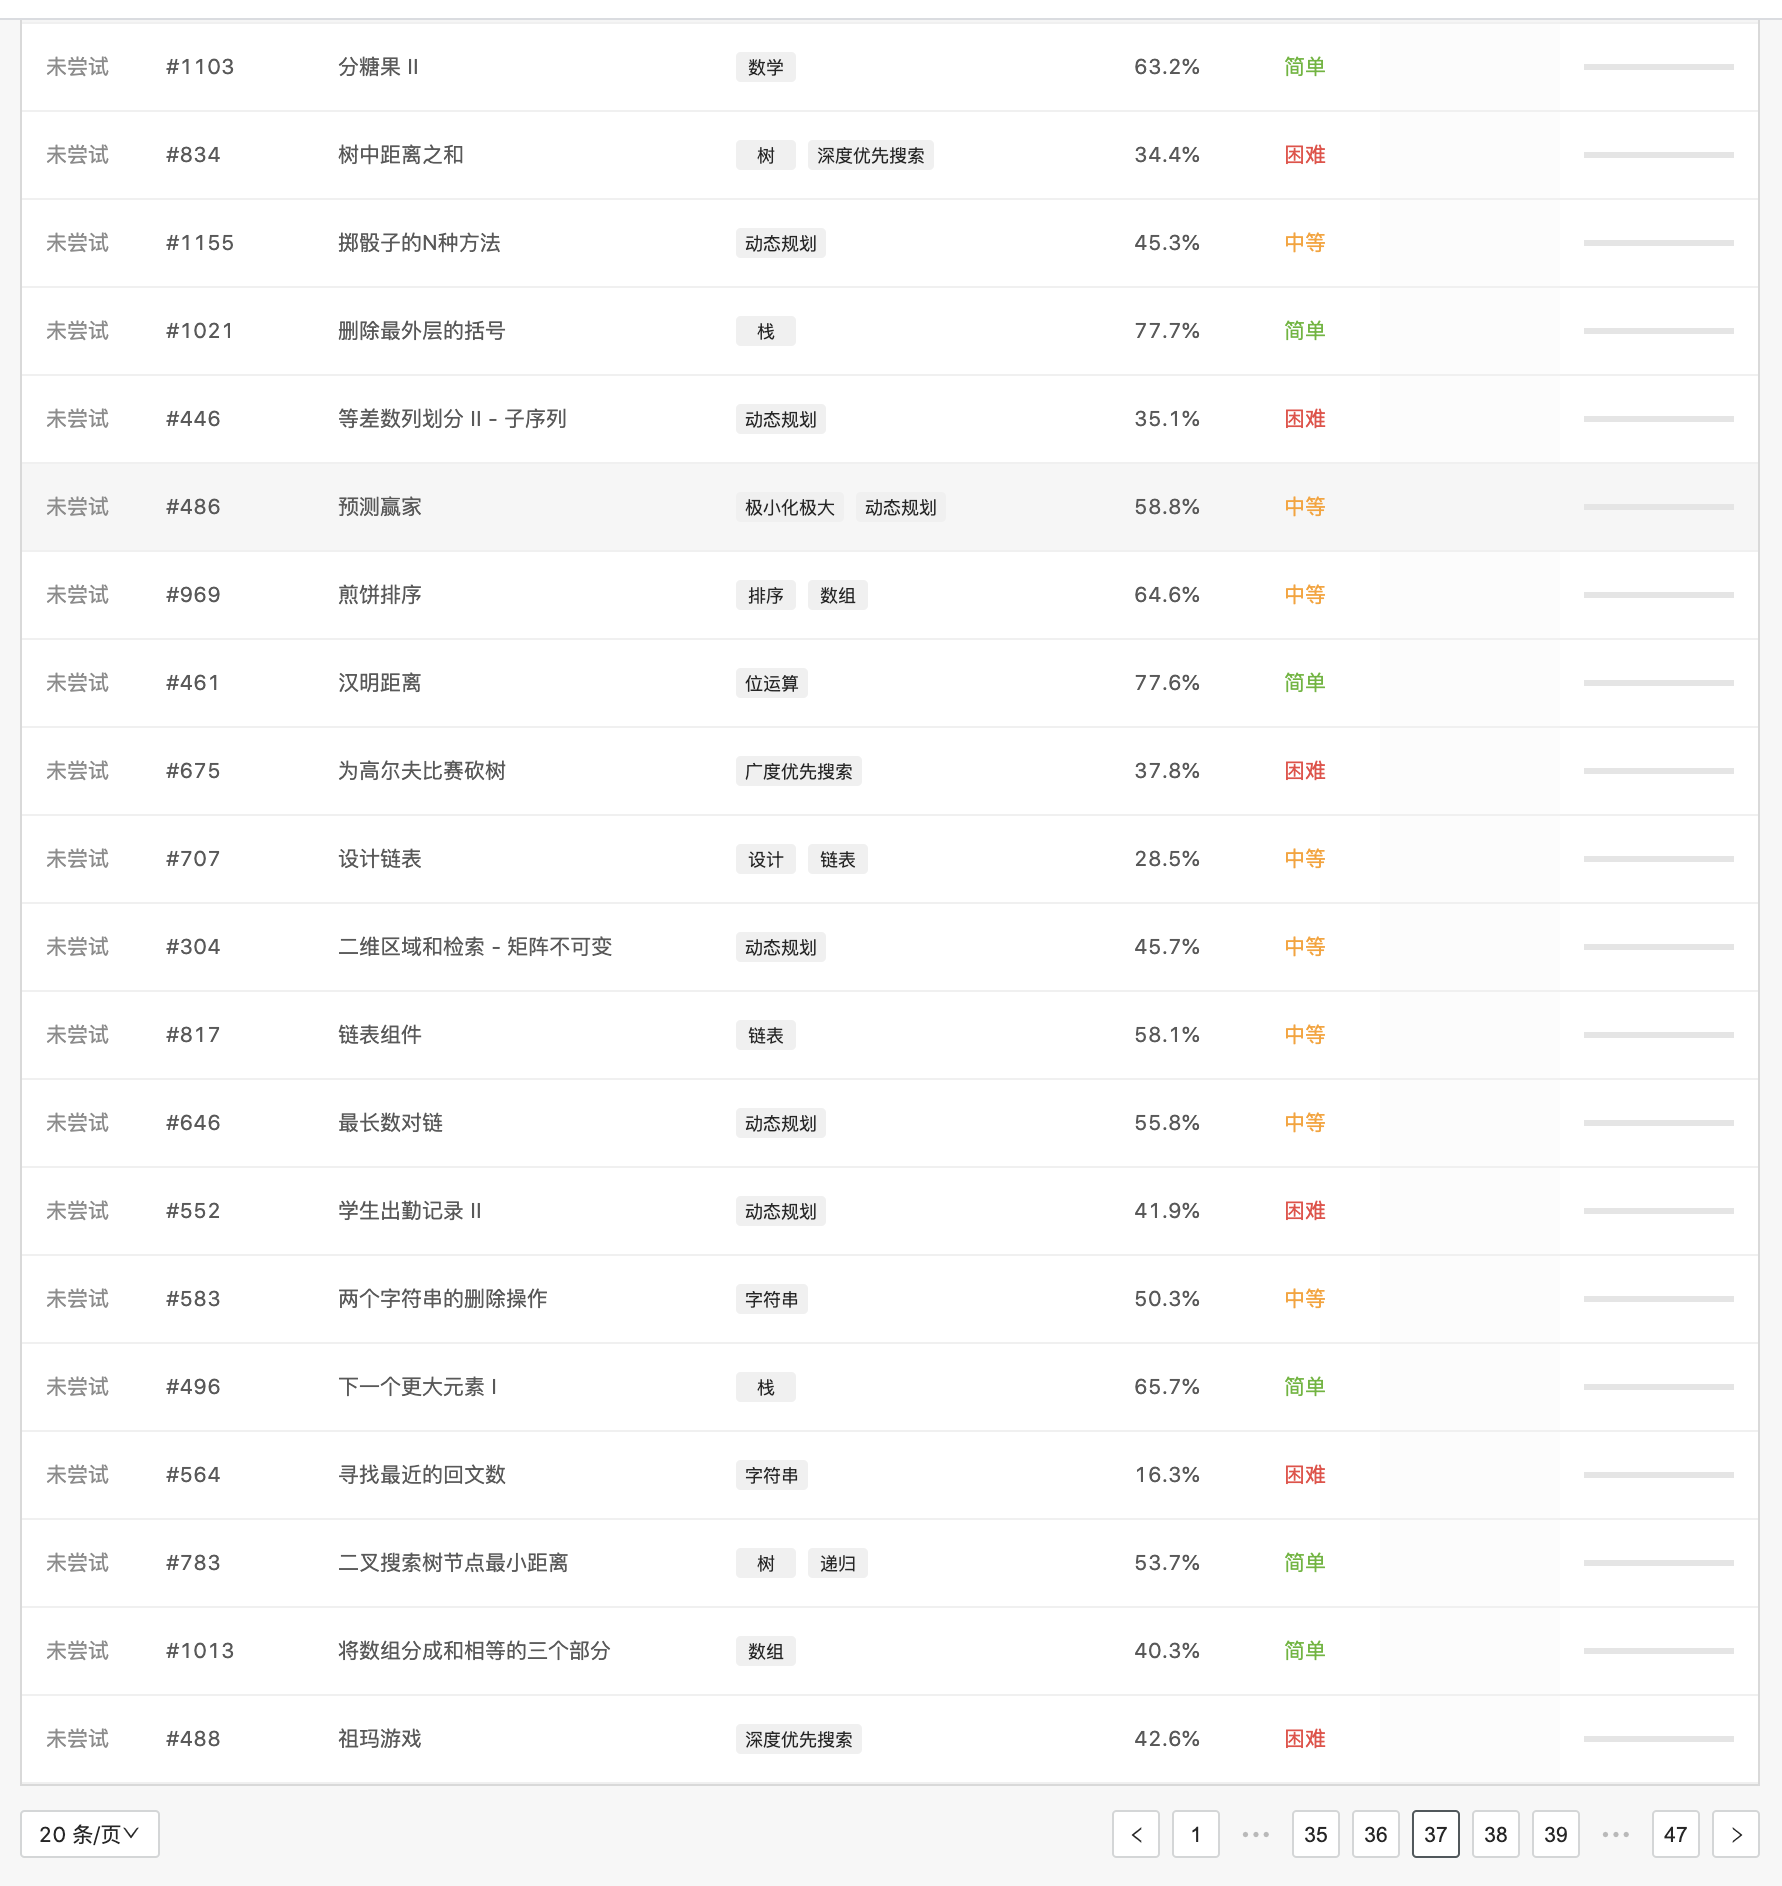 未尝试 #1103 分糖果 II 数学 63.2% 简单
未尝试 #834 树中距离之和 树 深度优先搜索 34.4% 困难
未尝试 #1155 掷骰子的N种方法 动态规划 45.3% 中等
未尝试 #1021 删除最外层的括号 栈 77.7% 简单
未尝试 #446 等差数列划分 II - 子序列 动态规划 35.1% 困难
未尝试 #486 预测赢家 极小化极大 动态规划 58.8% 中等
未尝试 #969 煎饼排序 排序 数组 64.6% 中等
未尝试 #461 汉明距离 位运算 77.6% 简单
未尝试 #675 为高尔夫比赛砍树 广度优先搜索 37.8% 困难
未尝试 #707 设计链表 设计 链表 28.5% 中等
未尝试 #304 二维区域和检索 - 矩阵不可变 动态规划 45.7% 中等
未尝试 #817 链表组件 链表 58.1% 中等
未尝试 #646 最长数对链 动态规划 55.8% 中等
未尝试 #552 学生出勤记录 II 动态规划 41.9% 困难
未尝试 #583 两个字符串的删除操作 字符串 50.3% 中等
未尝试 #496 下一个更大元素 I 栈 65.7% 简单
未尝试 #564 寻找最近的回文数 字符串 16.3% 困难
未尝试 #783 二叉搜索树节点最小距离 树 递归 53.7% 简单
未尝试 #1013 将数组分成和相等的三个部分 数组 40.3% 简单
未尝试 #488 祖玛游戏 深度优先搜索 42.6% 困难
20 条/页 < 1 ••• 35 36 37 38 39 ••• 47 >